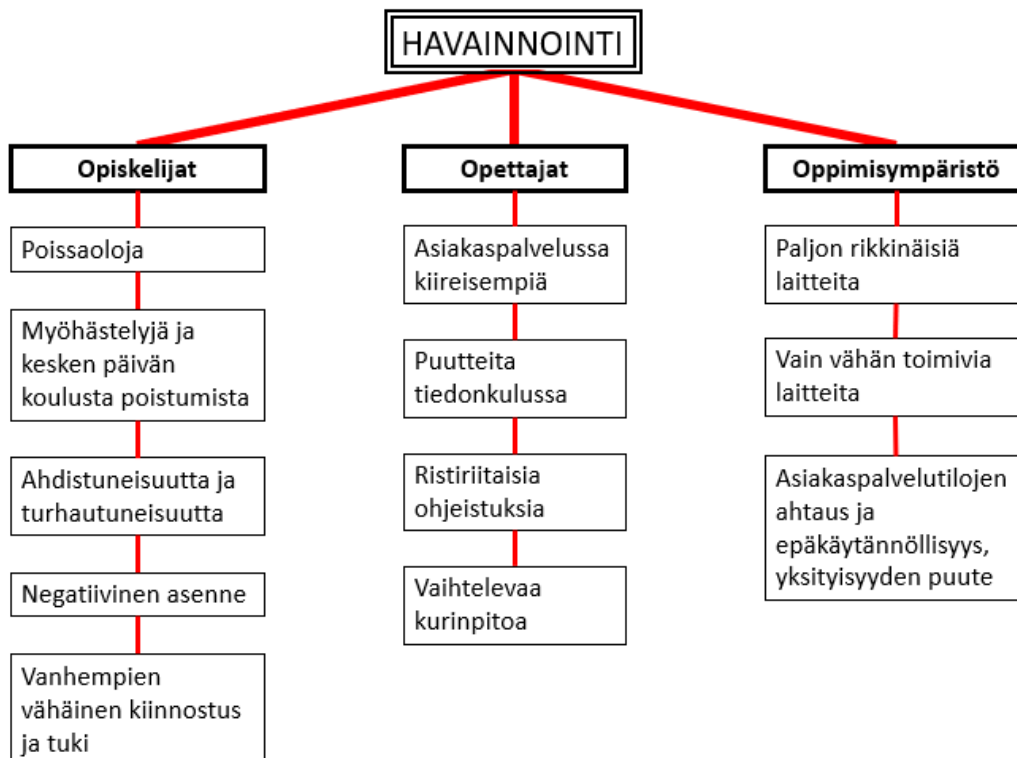 HAVAINNOINTI
Opiskelijat
Poissaoloja
Myöhästelyjä ja
kesken päivän
koulusta poistumista
Ahdistuneisuutta ja
turhautuneisuutta
Negatiivinen asenne
Vanhempien
vähäinen kiinnostus
ja tuki
Opettajat
Asiakaspalvelussa
kiireisempiä
Puutteita
tiedonkulussa
Ristiriitaisia
ohjeistuksia
Vaihtelevaa
kurinpitoa
Oppimisympäristö
Paljon rikkinäisiä
laitteita
Vain vähän toimivia
laitteita
Asiakaspalvelutilojen
ahtaus ja
epäkäytännöllisyys,
yksityisyyden puute